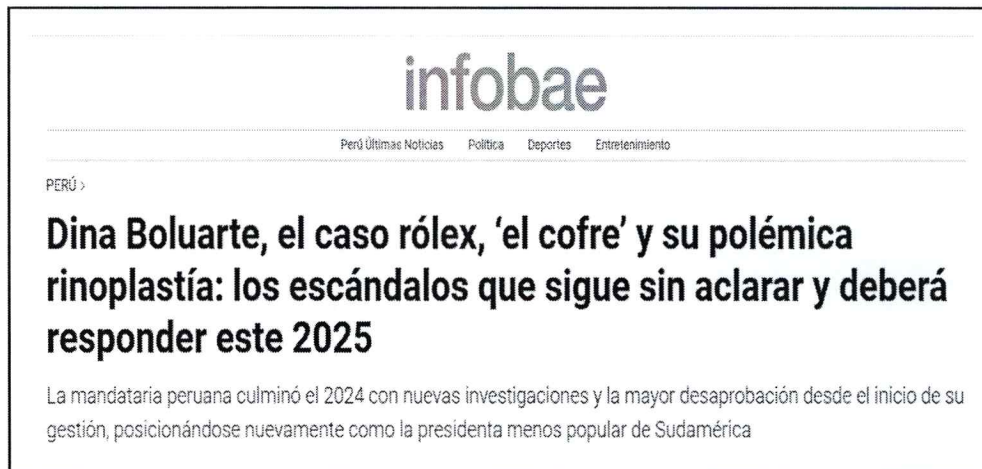 infobae
Perú Últimas Noticias Política Deportes Entretenimiento
PERÚ >
Dina Boluarte, el caso rólex, ‘el cofre’ y su polémica
rinoplastía: los escándalos que sigue sin aclarar y deberá
responder este 2025
La mandataria peruana culminó el 2024 con nuevas investigaciones y la mayor desaprobación desde el inicio de su
gestión, posicionándose nuevamente como la presidenta menos popular de Sudamérica